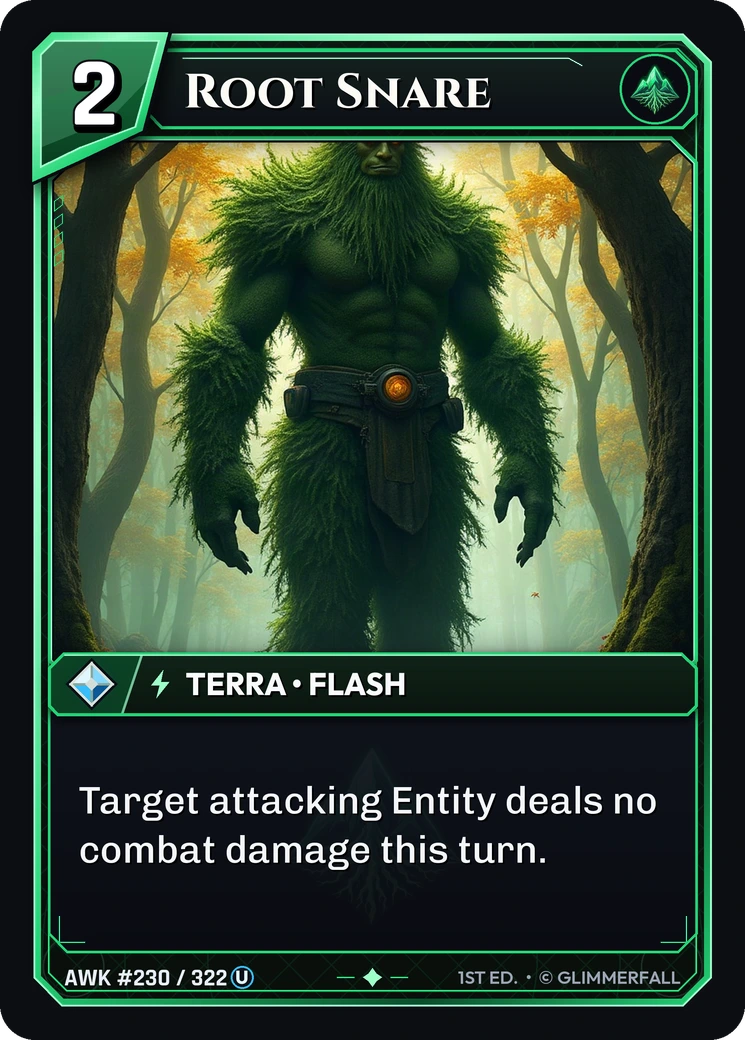 2
ROOT SNARE
TERRA • FLASH
Target attacking Entity deals no
combat damage this turn.
AWK #230 / 322 U
1ST ED. • © GLIMMERFALL